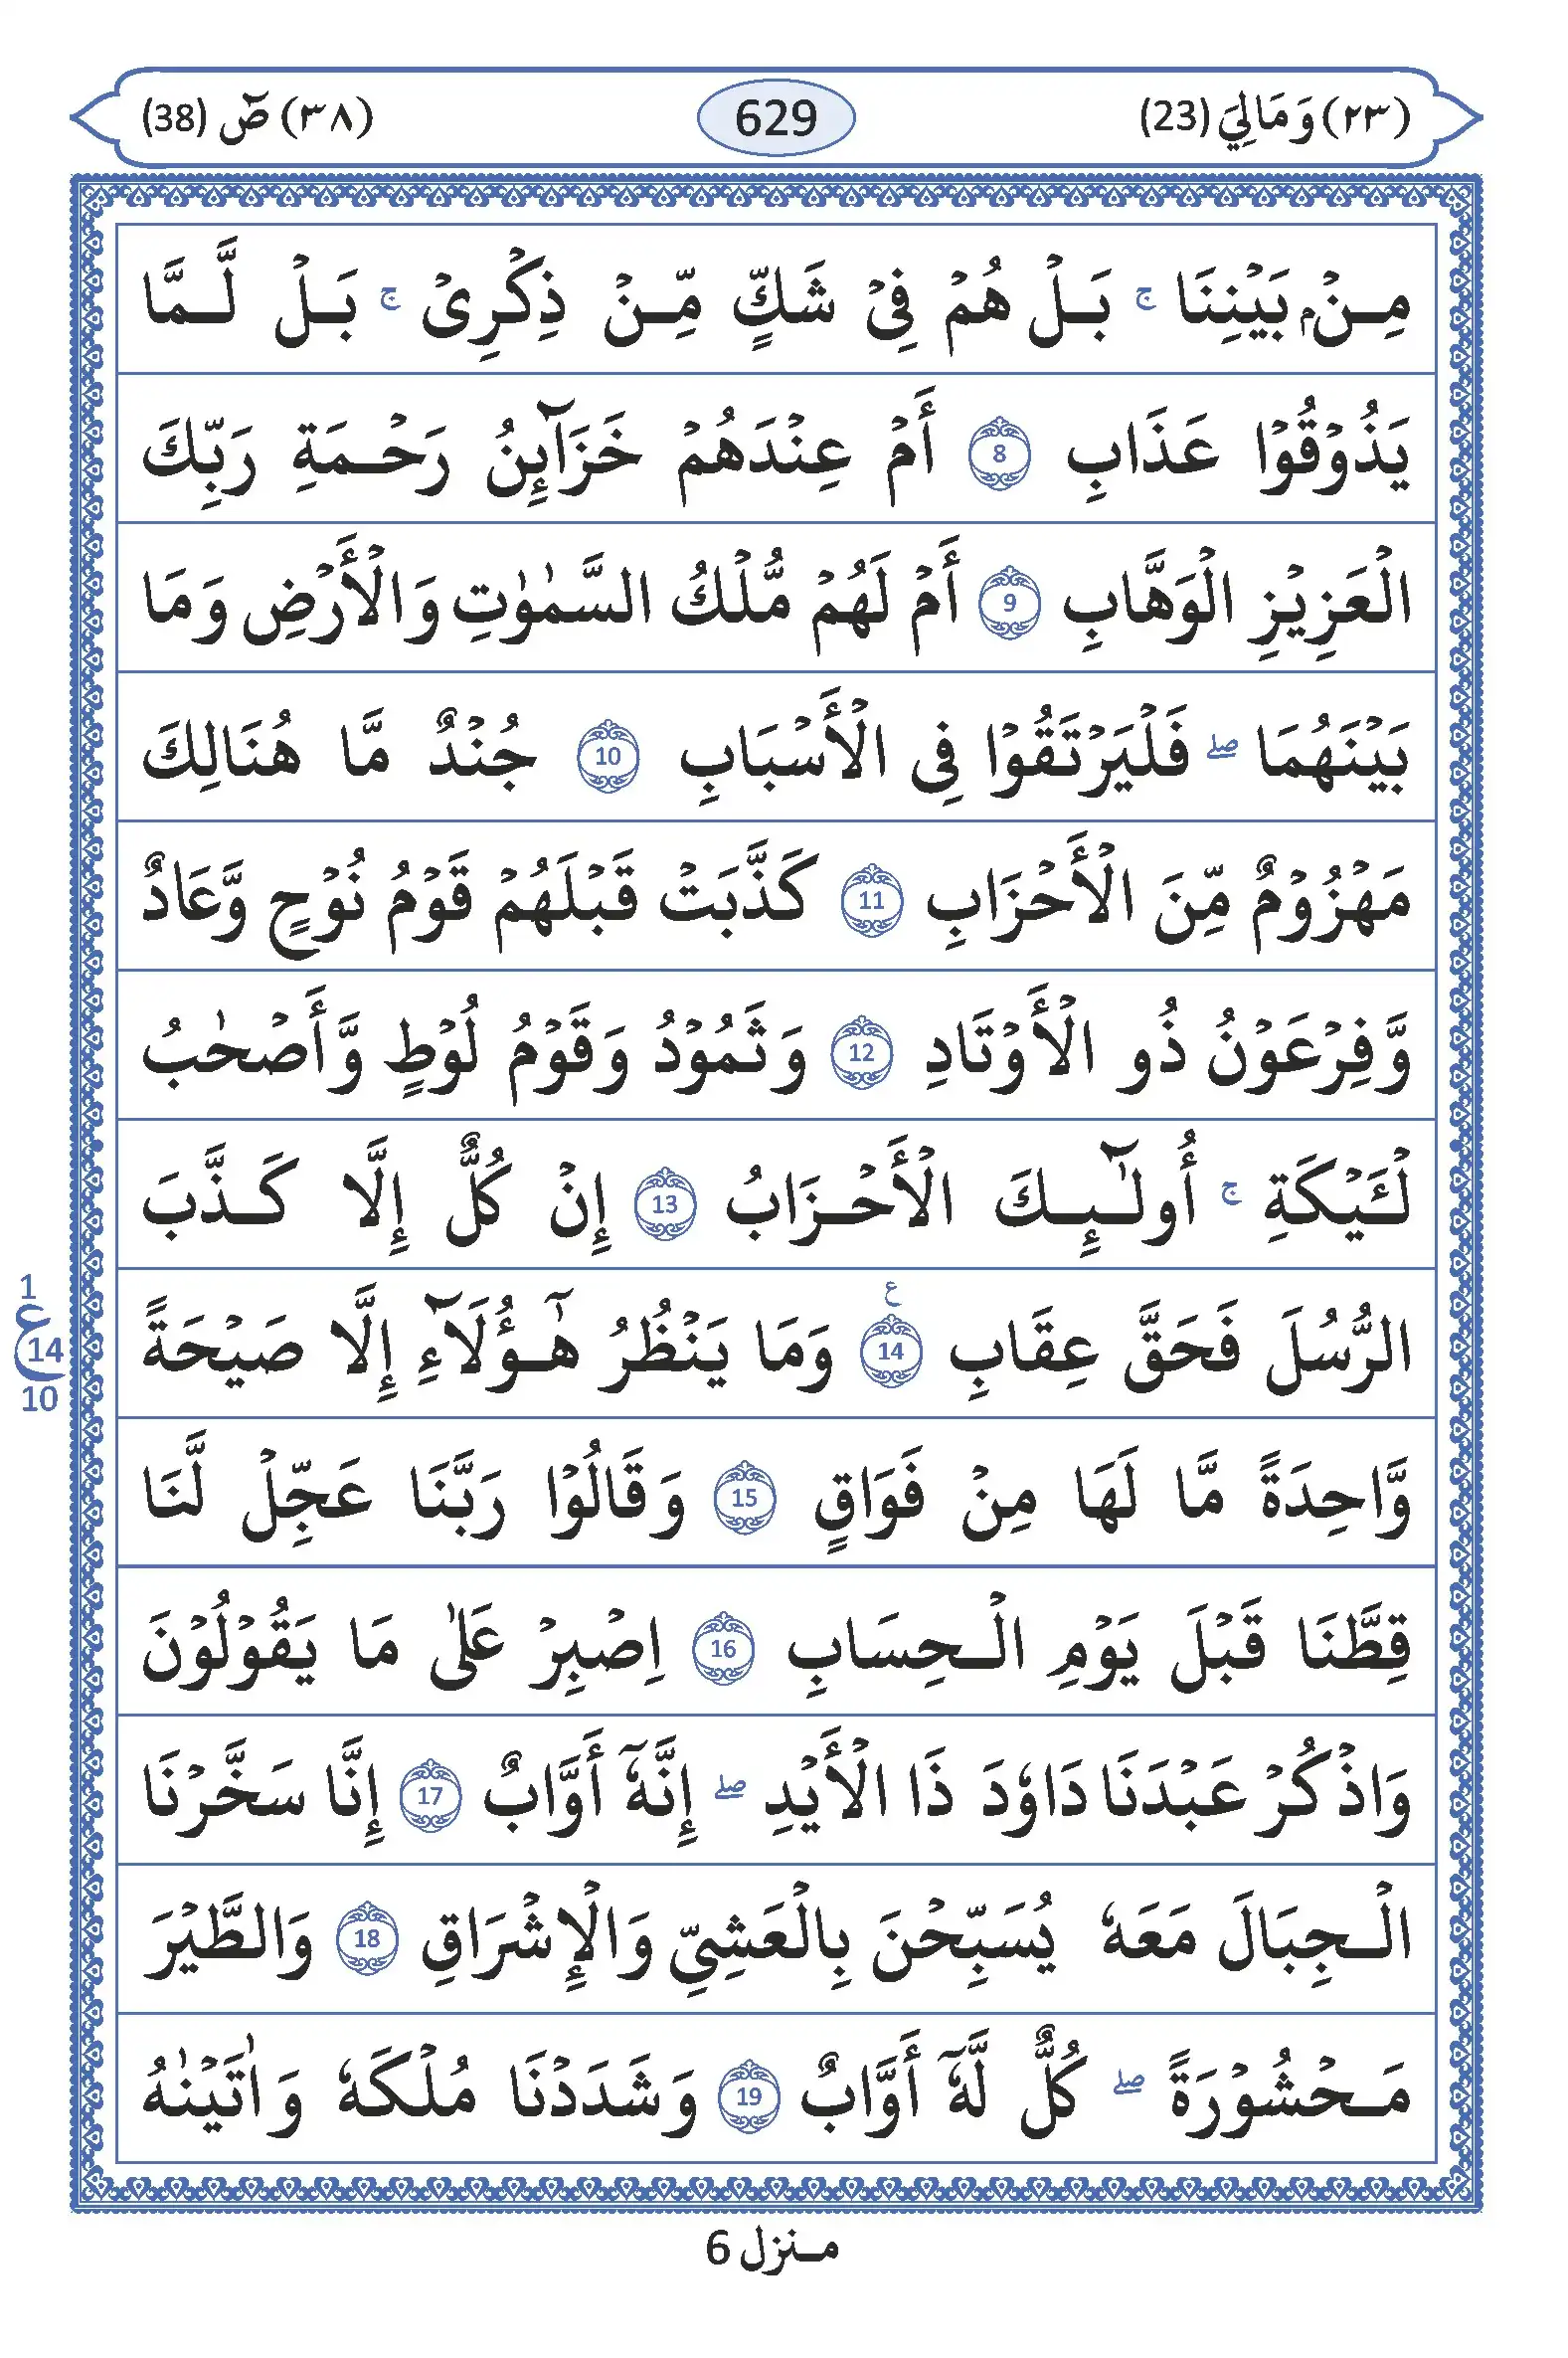 (٢٣) وَمَالِيَ (23) 629 (٣٨) صٓ (38)
مِنْۢ بَيْنِنَا ۚ بَلْ هُمْ فِيْ شَكٍّ مِّنْ ذِكْرِيْ ۚ بَلْ لَّمَّا
يَذُوْقُوْا عَذَابِ 8 أَمْ عِنْدَهُمْ خَزَآئِنُ رَحْمَةِ رَبِّكَ
الْعَزِيْزِ الْوَهَّابِ 9 أَمْ لَهُمْ مُّلْكُ السَّمٰوٰتِ وَالْأَرْضِ وَمَا
بَيْنَهُمَا ۖ فَلْيَرْتَقُوْا فِى الْأَسْبَابِ 10 جُنْدٌ مَّا هُنَالِكَ
مَهْزُوْمٌ مِّنَ الْأَحْزَابِ 11 كَذَّبَتْ قَبْلَهُمْ قَوْمُ نُوْحٍ وَّعَادٌ
وَّفِرْعَوْنُ ذُو الْأَوْتَادِ 12 وَثَمُوْدُ وَقَوْمُ لُوْطٍ وَّأَصْحٰبُ
لْـَٔيْكَةِ ۚ أُولٰٓئِكَ الْأَحْزَابُ 13 إِنْ كُلٌّ إِلَّا كَذَّبَ
الرُّسُلَ فَحَقَّ عِقَابِ 14 ع وَمَا يَنْظُرُ هٰٓؤُلَآءِ إِلَّا صَيْحَةً
1 ع 14 10
وَّاحِدَةً مَّا لَهَا مِنْ فَوَاقٍ 15 وَقَالُوْا رَبَّنَا عَجِّلْ لَّنَا
قِطَّنَا قَبْلَ يَوْمِ الْحِسَابِ 16 اِصْبِرْ عَلٰى مَا يَقُوْلُوْنَ
وَاذْكُرْ عَبْدَنَا دَاوٗدَ ذَا الْأَيْدِ ۖ إِنَّهٗٓ أَوَّابٌ 17 إِنَّا سَخَّرْنَا
الْجِبَالَ مَعَهٗ يُسَبِّحْنَ بِالْعَشِيِّ وَالْإِشْرَاقِ 18 وَالطَّيْرَ
مَحْشُوْرَةً ۖ كُلٌّ لَّهٗٓ أَوَّابٌ 19 وَشَدَدْنَا مُلْكَهٗ وَاٰتَيْنٰهُ
منزل 6